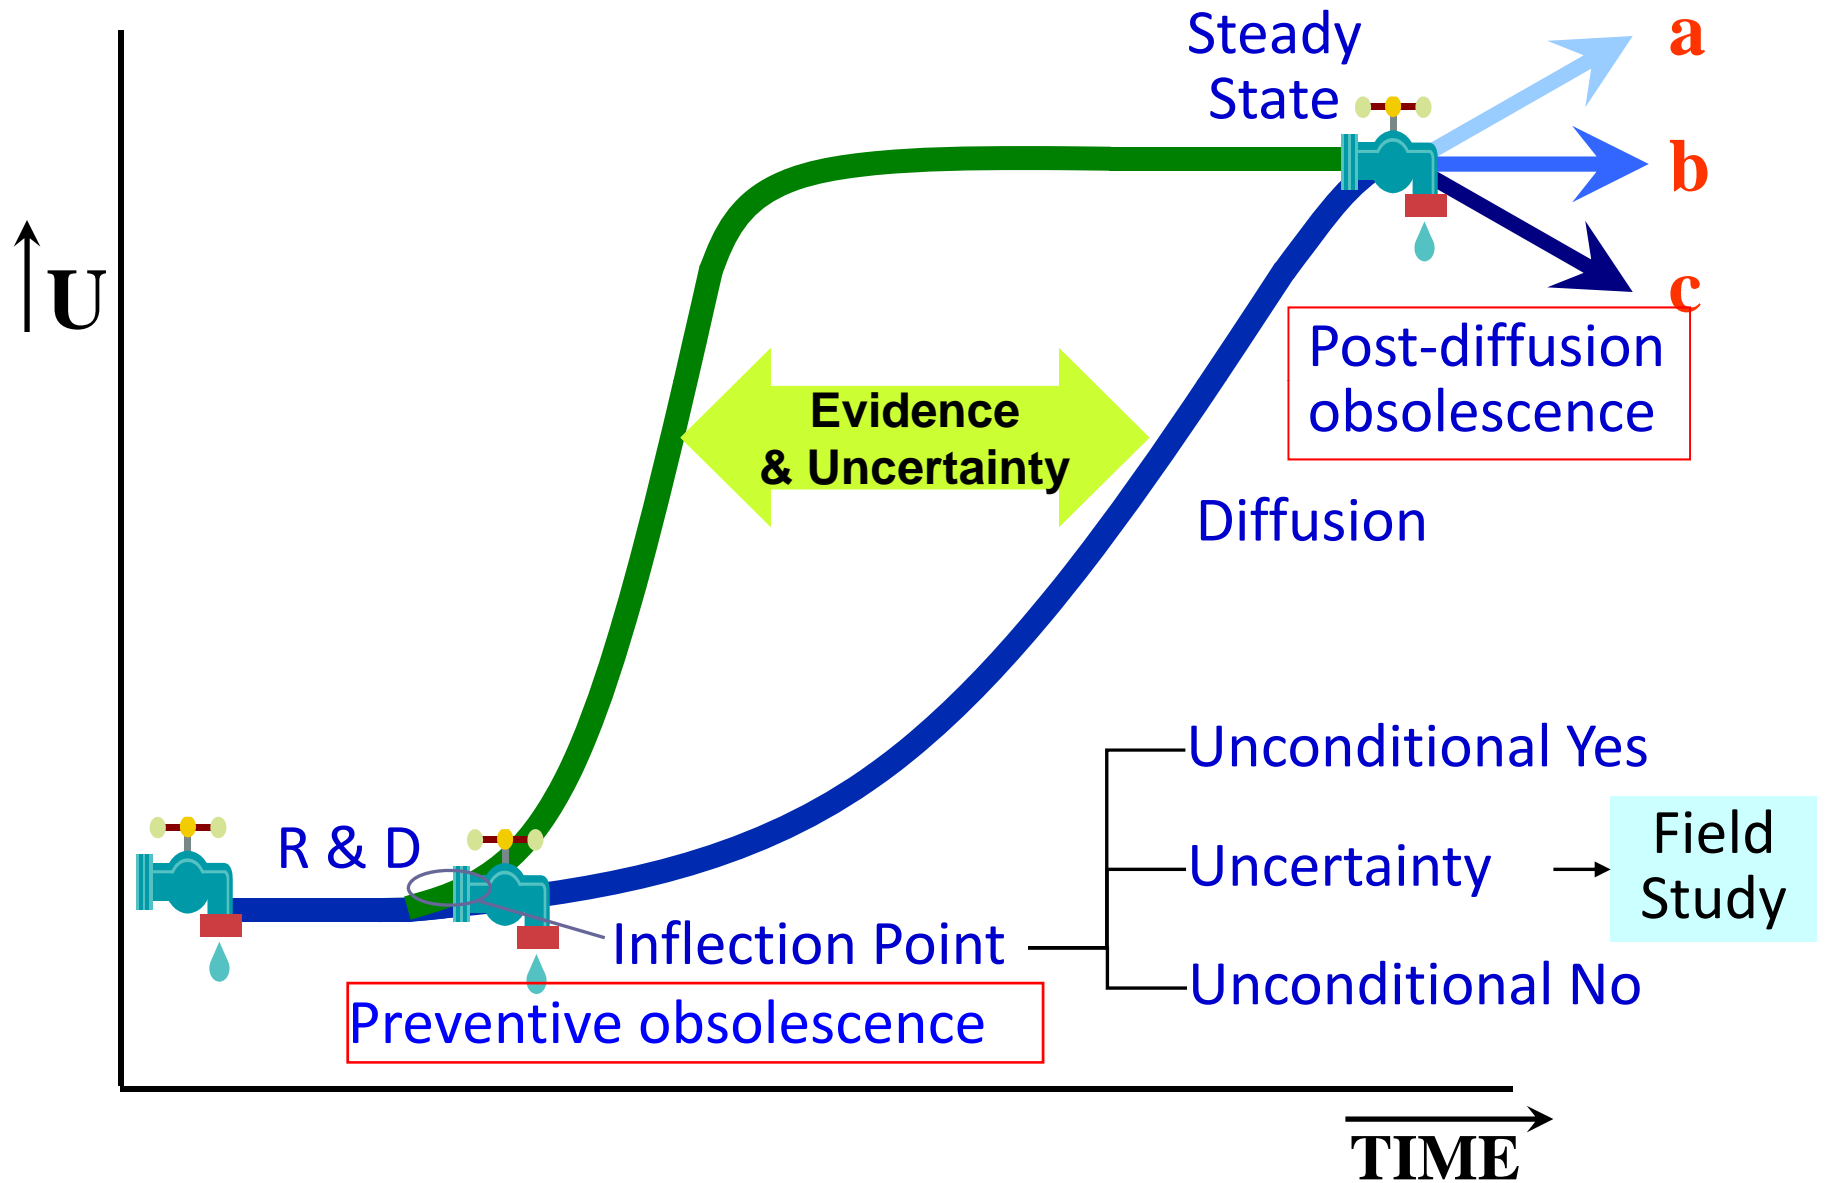 Steady
State
a
b
c
U
Post-diffusion
obsolescence
Evidence
& Uncertainty
Diffusion
Unconditional Yes
R & D
Uncertainty
Field
Study
Inflection Point
Unconditional No
Preventive obsolescence
TIME